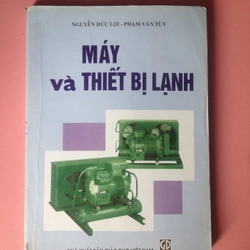 NGUYỄN ĐỨC LỢI - PHẠM VĂN TÙY
MÁY
và THIẾT BỊ LẠNH